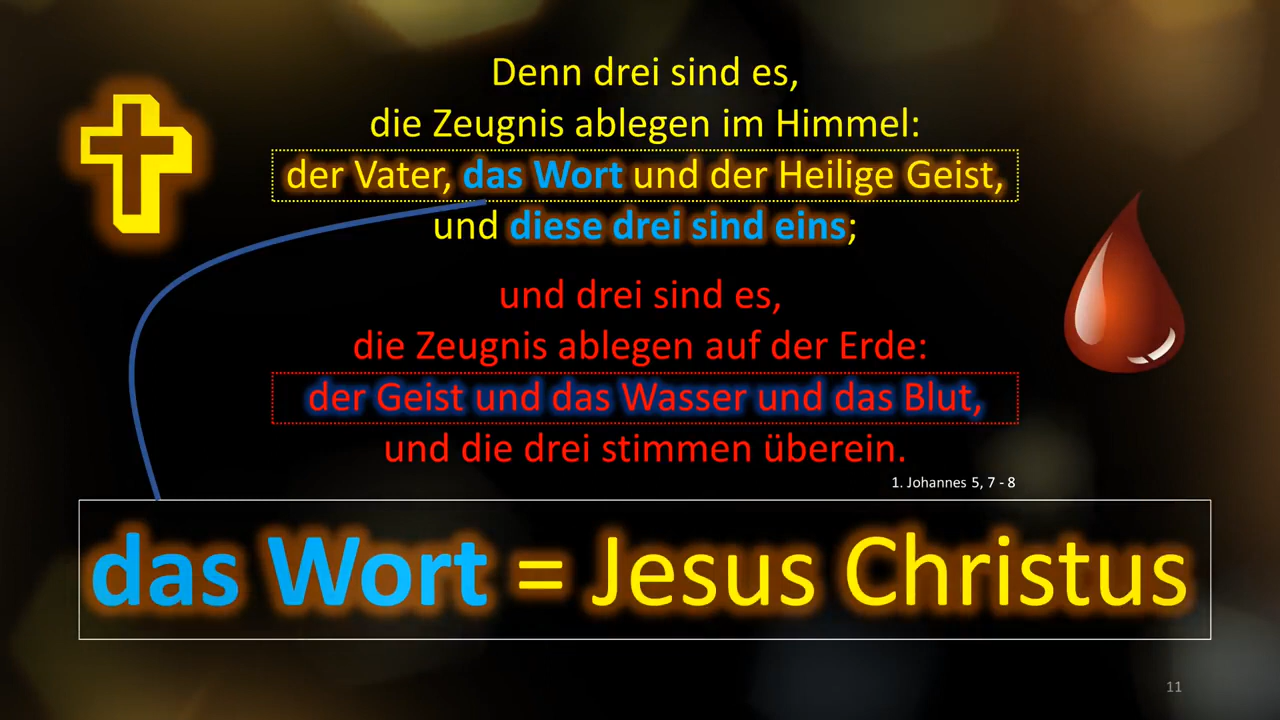 Denn drei sind es,
die Zeugnis ablegen im Himmel:
der Vater, das Wort und der Heilige Geist,
und diese drei sind eins;
und drei sind es,
die Zeugnis ablegen auf der Erde:
der Geist und das Wasser und das Blut,
und die drei stimmen überein.
1. Johannes 5, 7 - 8
das Wort = Jesus Christus
11